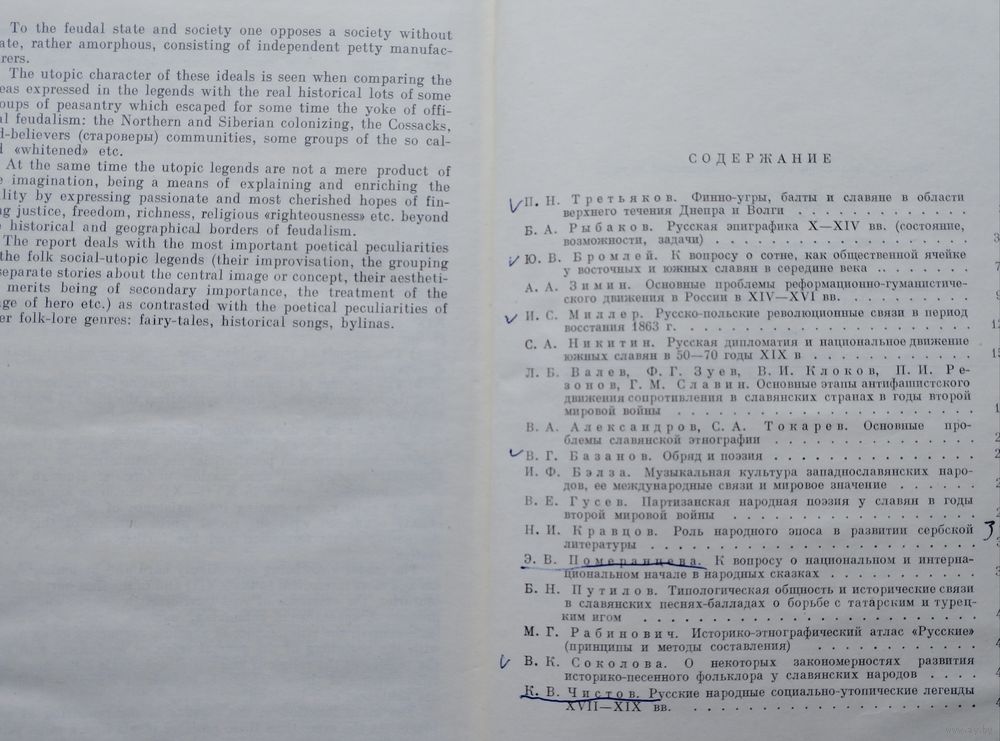 To the feudal state and society one opposes a society without
ate, rather amorphous, consisting of independent petty manufac-
rers.
The utopic character of these ideals is seen when comparing the
eas expressed in the legends with the real historical lots of some
oups of peasantry which escaped for some time the yoke of offi-
al feudalism: the Northern and Siberian colonizing, the Cossacks,
d-believers (староверы) communities, some groups of the so cal-
d «whitened» etc.
At the same time the utopic legends are not a mere product of
e imagination, being a means of explaining and enriching the
ality by expressing passionate and most cherished hopes of fin-
ng justice, freedom, richness, religious «righteousness» etc. beyond
historical and geographical borders of feudalism.
The report deals with the most important poetical peculiarities
the folk social-utopic legends (their improvisation, the grouping
separate stories about the central image or concept, their aestheti-
merits being of secondary importance, the treatment of the
ge of hero etc.) as contrasted with the poetical peculiarities of
er folk-lore genres: fairy-tales, historical songs, bylinas.
СОДЕРЖАНИЕ
П. Н. Третьяков. Финно-угры, балты и славяне в области
верхнего течения Днепра и Волги . . . . . . . . . . .
Б. А. Рыбаков. Русская эпиграфика X—XIV вв. (состояние,
возможности, задачи) . . . . . . . . . . . . . . . . 3
Ю. В. Бромлей. К вопросу о сотне, как общественной ячейке
у восточных и южных славян в середине века . . . . . . . . 7
А. А. Зимин. Основные проблемы реформационно-гуманистиче-
ского движения в России в XIV—XVI вв. . . . . . . . . 9
И. С. Миллер. Русско-польские революционные связи в период
восстания 1863 г. . . . . . . . . . . . . . . . . . . 12
С. А. Никитин. Русская дипломатия и национальное движение
южных славян в 50—70 годы XIX в . . . . . . . . . . . 1
Л. Б. Валев, Ф. Г. Зуев, В. И. Клоков, П. И. Ре-
зонов, Г. М. Славин. Основные этапы антифашистского
движения сопротивления в славянских странах в годы второй
мировой войны . . . . . . . . . . . . . . . . . . . 1
В. А. Александров, С. А. Токарев. Основные про-
блемы славянской этнографии . . . . . . . . . . . . . 2
В. Г. Базанов. Обряд и поэзия . . . . . . . . . . . . . 2
И. Ф. Бэлза. Музыкальная культура западнославянских наро-
дов, ее международные связи и мировое значение . . . . . . 2
В. Е. Гусев. Партизанская народная поэзия у славян в годы
второй мировой войны . . . . . . . . . . . . . . . .
Н. И. Кравцов. Роль народного эпоса в развитии сербской
литературы . . . . . . . . . . . . . . . . . . . . 3
Э. В. Померанцева. К вопросу о национальном и интерна-
циональном начале в народных сказках . . . . . . . . . . 3
Б. Н. Путилов. Типологическая общность и исторические связи
в славянских песнях-балладах о борьбе с татарским и турец-
ким игом . . . . . . . . . . . . . . . . . . . . . 4
М. Г. Рабинович. Историко-этнографический атлас «Русские»
(принципы и методы составления) . . . . . . . . . . . . 4
В. К. Соколова. О некоторых закономерностях развития
историко-песенного фольклора у славянских народов . . . . 4
К. В. Чистов. Русские народные социально-утопические легенды
XVII—XIX вв. . . . . . . . . . . . . . . . . . . . 4